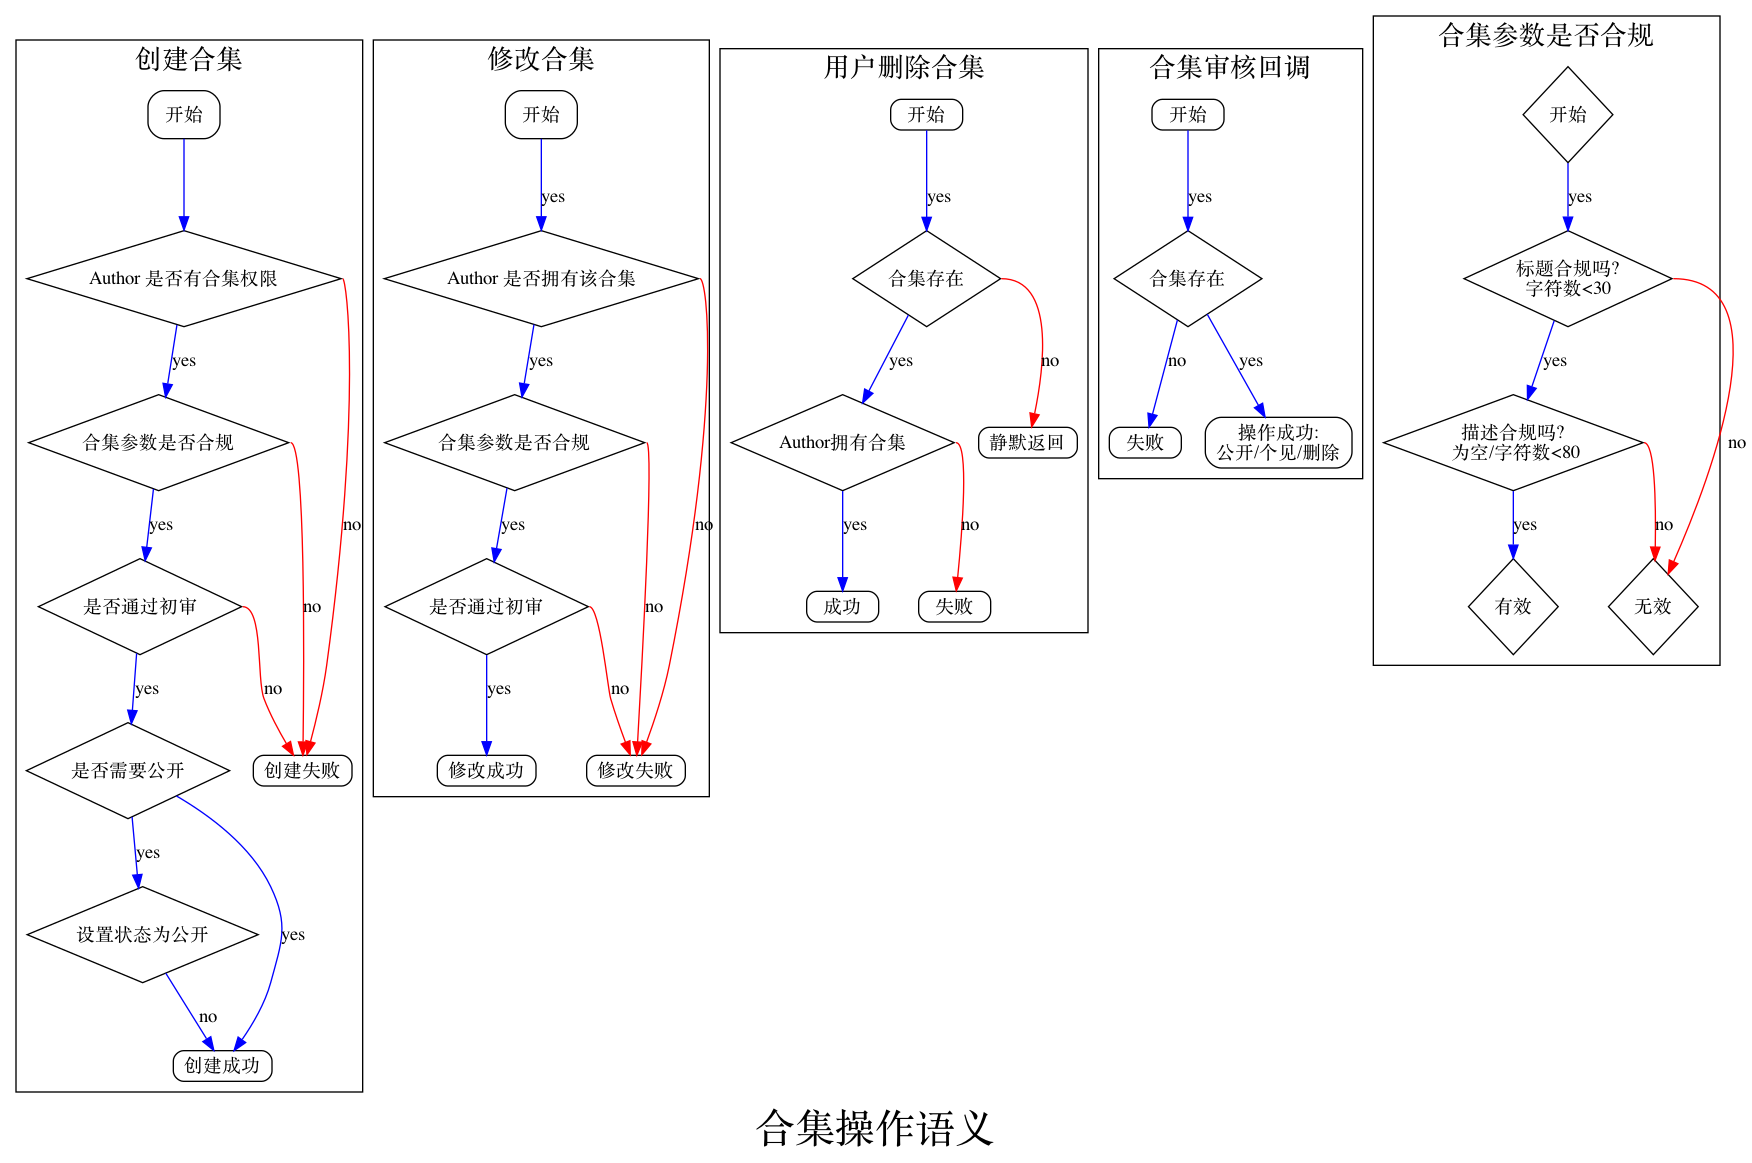 创建合集
开始
Author 是否有合集权限
yes
合集参数是否合规
yes
no
no
是否通过初审
yes
no
是否需要公开
创建失败
yes
设置状态为公开
yes
no
创建成功
修改合集
开始
yes
Author 是否拥有该合集
yes
合集参数是否合规
yes
no
no
是否通过初审
yes
no
修改成功
修改失败
用户删除合集
开始
yes
合集存在
yes
no
Author拥有合集
静默返回
yes
no
成功
失败
合集审核回调
开始
yes
合集存在
no
yes
失败
操作成功:
公开/个见/删除
合集参数是否合规
开始
yes
标题合规吗?
字符数<30
yes
描述合规吗?
为空/字符数<80
no
yes
no
有效
无效
合集操作语义